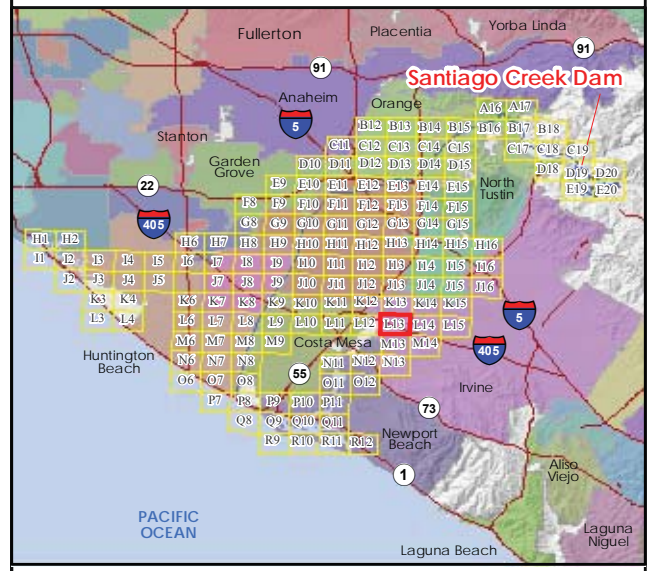 Yorba Linda
Fullerton
Placentia
91
91
Santiago Creek Dam
Anaheim
Orange
A16 A17
5
B12 B13 B14 B15 B16 B17 B18
Stanton
C11 C12 C13 C14 C15 C17 C18 C19
Garden
Grove
D10 D11 D12 D13 D14 D15 D18 D19 D20
22
E9 E10 E11 E12 E13 E14 E15 E19 E20
North
Tustin
F8 F9 F10 F11 F12 F13 F14 F15
405
G8 G9 G10 G11 G12 G13 G14 G15
H1 H2 H6 H7 H8 H9 H10 H11 H12 H13 H14 H15 H16
I1 I2 I3 I4 I5 I6 I7 I8 I9 I10 I11 I12 I13 I14 I15 I16
J2 J3 J4 J5 J7 J8 J9 J10 J11 J12 J13 J14 J15 J16
K3 K4 K6 K7 K8 K9 K10 K11 K12 K13 K14 K15
5
L3 L4 L6 L7 L8 L9 L10 L11 L12 L13 L14 L15
M6 M7 M8 M9 Costa Mesa M13 M14
405
Huntington
Beach
N6 N7 N8 N11 N12 N13
55
O6 O7 O8 O11 O12
Irvine
P7 P8 P9 P10 P11
73
Q8 Q9 Q10 Q11
Newport
Beach
R9 R10 R11 R12
1
Aliso
Viejo
PACIFIC
OCEAN
Laguna
Niguel
Laguna Beach